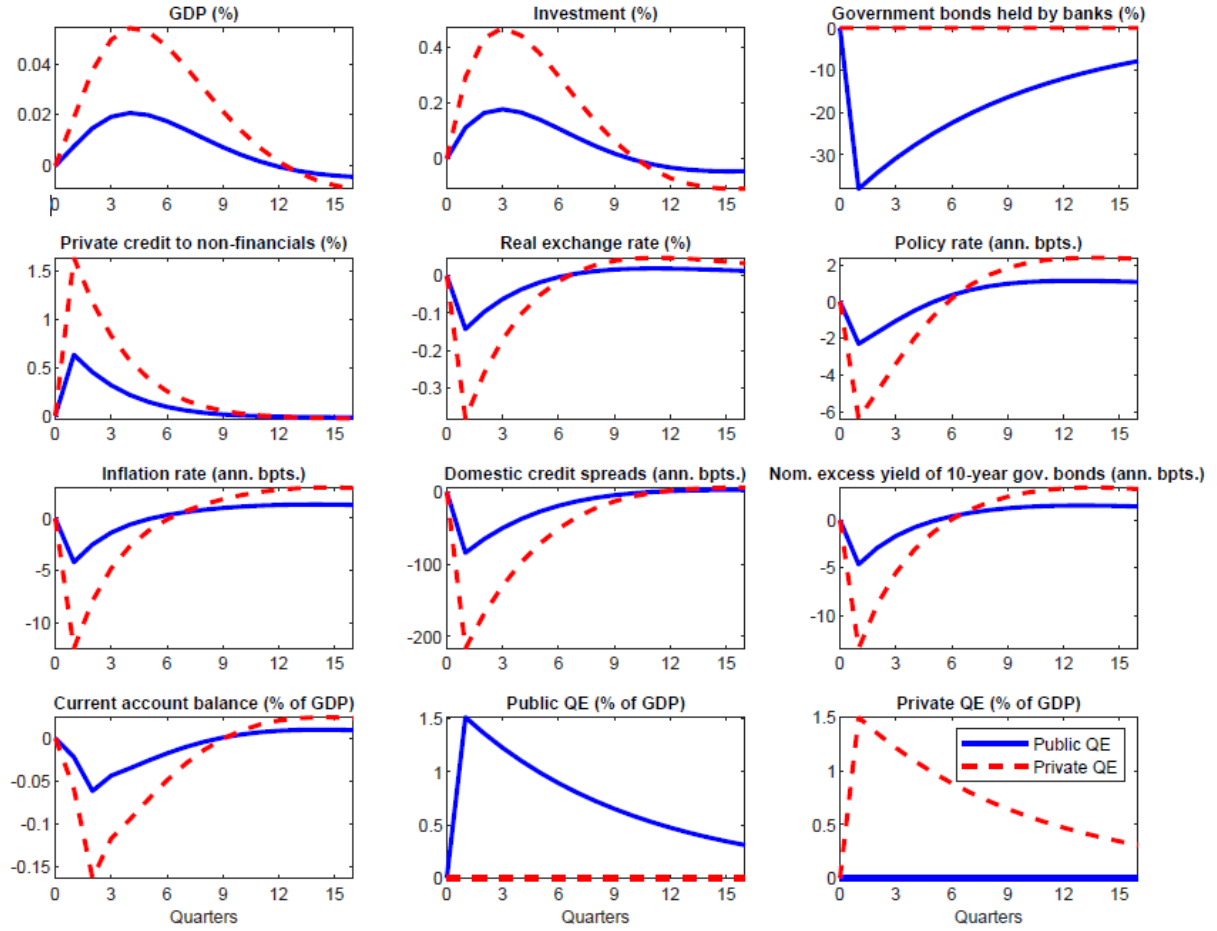 GDP (%)
Investment (%)
Government bonds held by banks (%)
0.04
0.02
0
0 3 6 9 12 15
0.4
0.2
0
0 3 6 9 12 15
0
-10
-20
-30
0 3 6 9 12 15
Private credit to non-financials (%)
Real exchange rate (%)
Policy rate (ann. bpts.)
1.5
1
0.5
0
0 3 6 9 12 15
0
-0.1
-0.2
-0.3
0 3 6 9 12 15
2
0
-2
-4
-6
0 3 6 9 12 15
Inflation rate (ann. bpts.)
Domestic credit spreads (ann. bpts.)
Nom. excess yield of 10-year gov. bonds (ann. bpts.)
0
-5
-10
0 3 6 9 12 15
0
-100
-200
0 3 6 9 12 15
0
-5
-10
0 3 6 9 12 15
Current account balance (% of GDP)
Public QE (% of GDP)
Private QE (% of GDP)
0
-0.05
-0.1
-0.15
0 3 6 9 12 15
Quarters
1.5
1
0.5
0
0 3 6 9 12 15
Quarters
1.5
1
0.5
0
Public QE
Private QE
0 3 6 9 12 15
Quarters